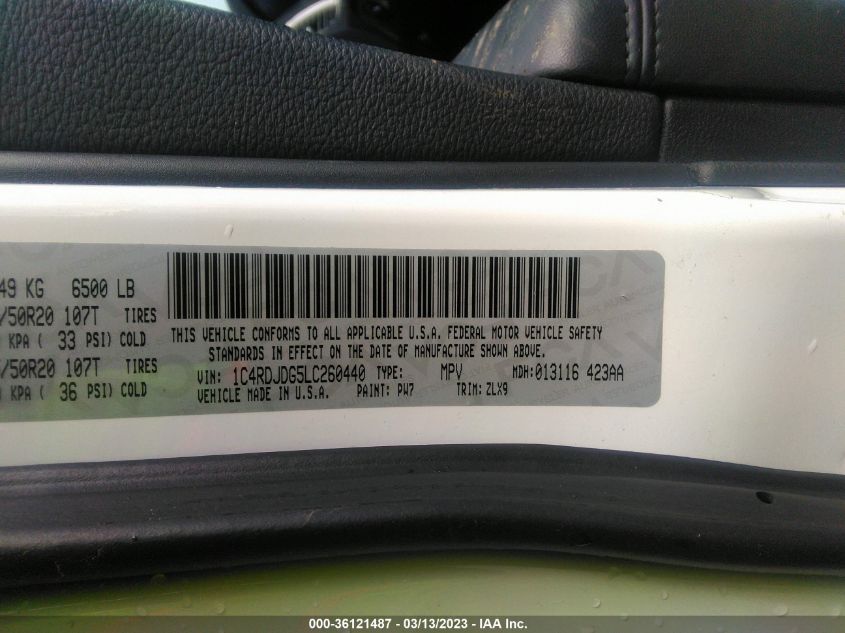 49 KG 6500 LB
/50R20 107T TIRES
KPA ( 33 PSI) COLD
/50R20 107T TIRES
KPA ( 36 PSI) COLD
THIS VEHICLE CONFORMS TO ALL APPLICABLE U.S.A. FEDERAL MOTOR VEHICLE SAFETY
STANDARDS IN EFFECT ON THE DATE OF MANUFACTURE SHOWN ABOVE.
VIN: 1C4RDJDG5LC260440 TYPE: MPV MDH:013116 423AA
VEHICLE MADE IN U.S.A. PAINT: PW7 TRIM: ZLX9
000-36121487 - 03/13/2023 - IAA Inc.